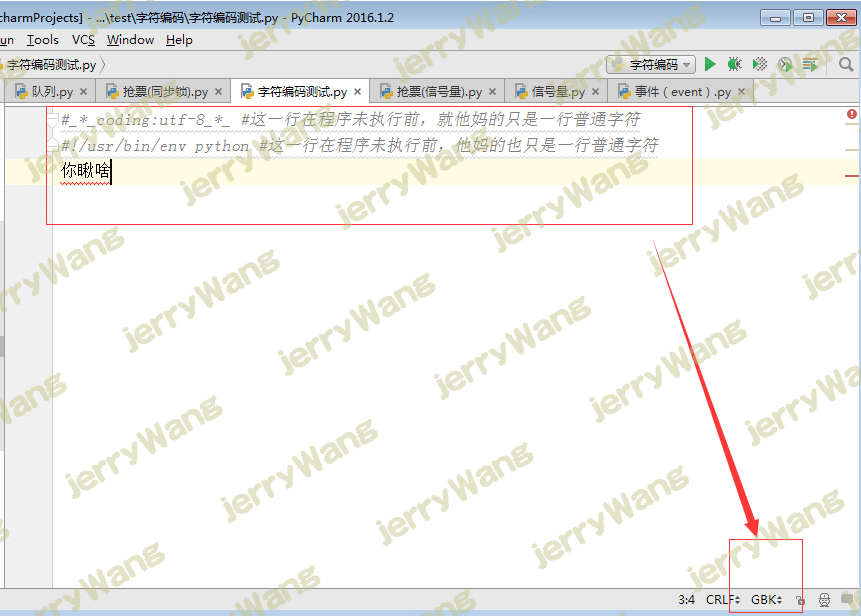 charmProjects] - ...\test\字符编码\字符编码测试.py - PyCharm 2016.1.2
un Tools VCS Window Help
字符编码测试.py
字符编码
队列.py
抢票(同步锁).py
字符编码测试.py
抢票(信号量).py
信号量.py
事件 ( event ) .py
#_*_coding:utf-8_*_ #这一行在程序未执行前，就他妈的只是一行普通字符
#!/usr/bin/env python #这一行在程序未执行前，他妈的也只是一行普通字符
你瞅啥
3:4 CRLF GBK
jerryWang